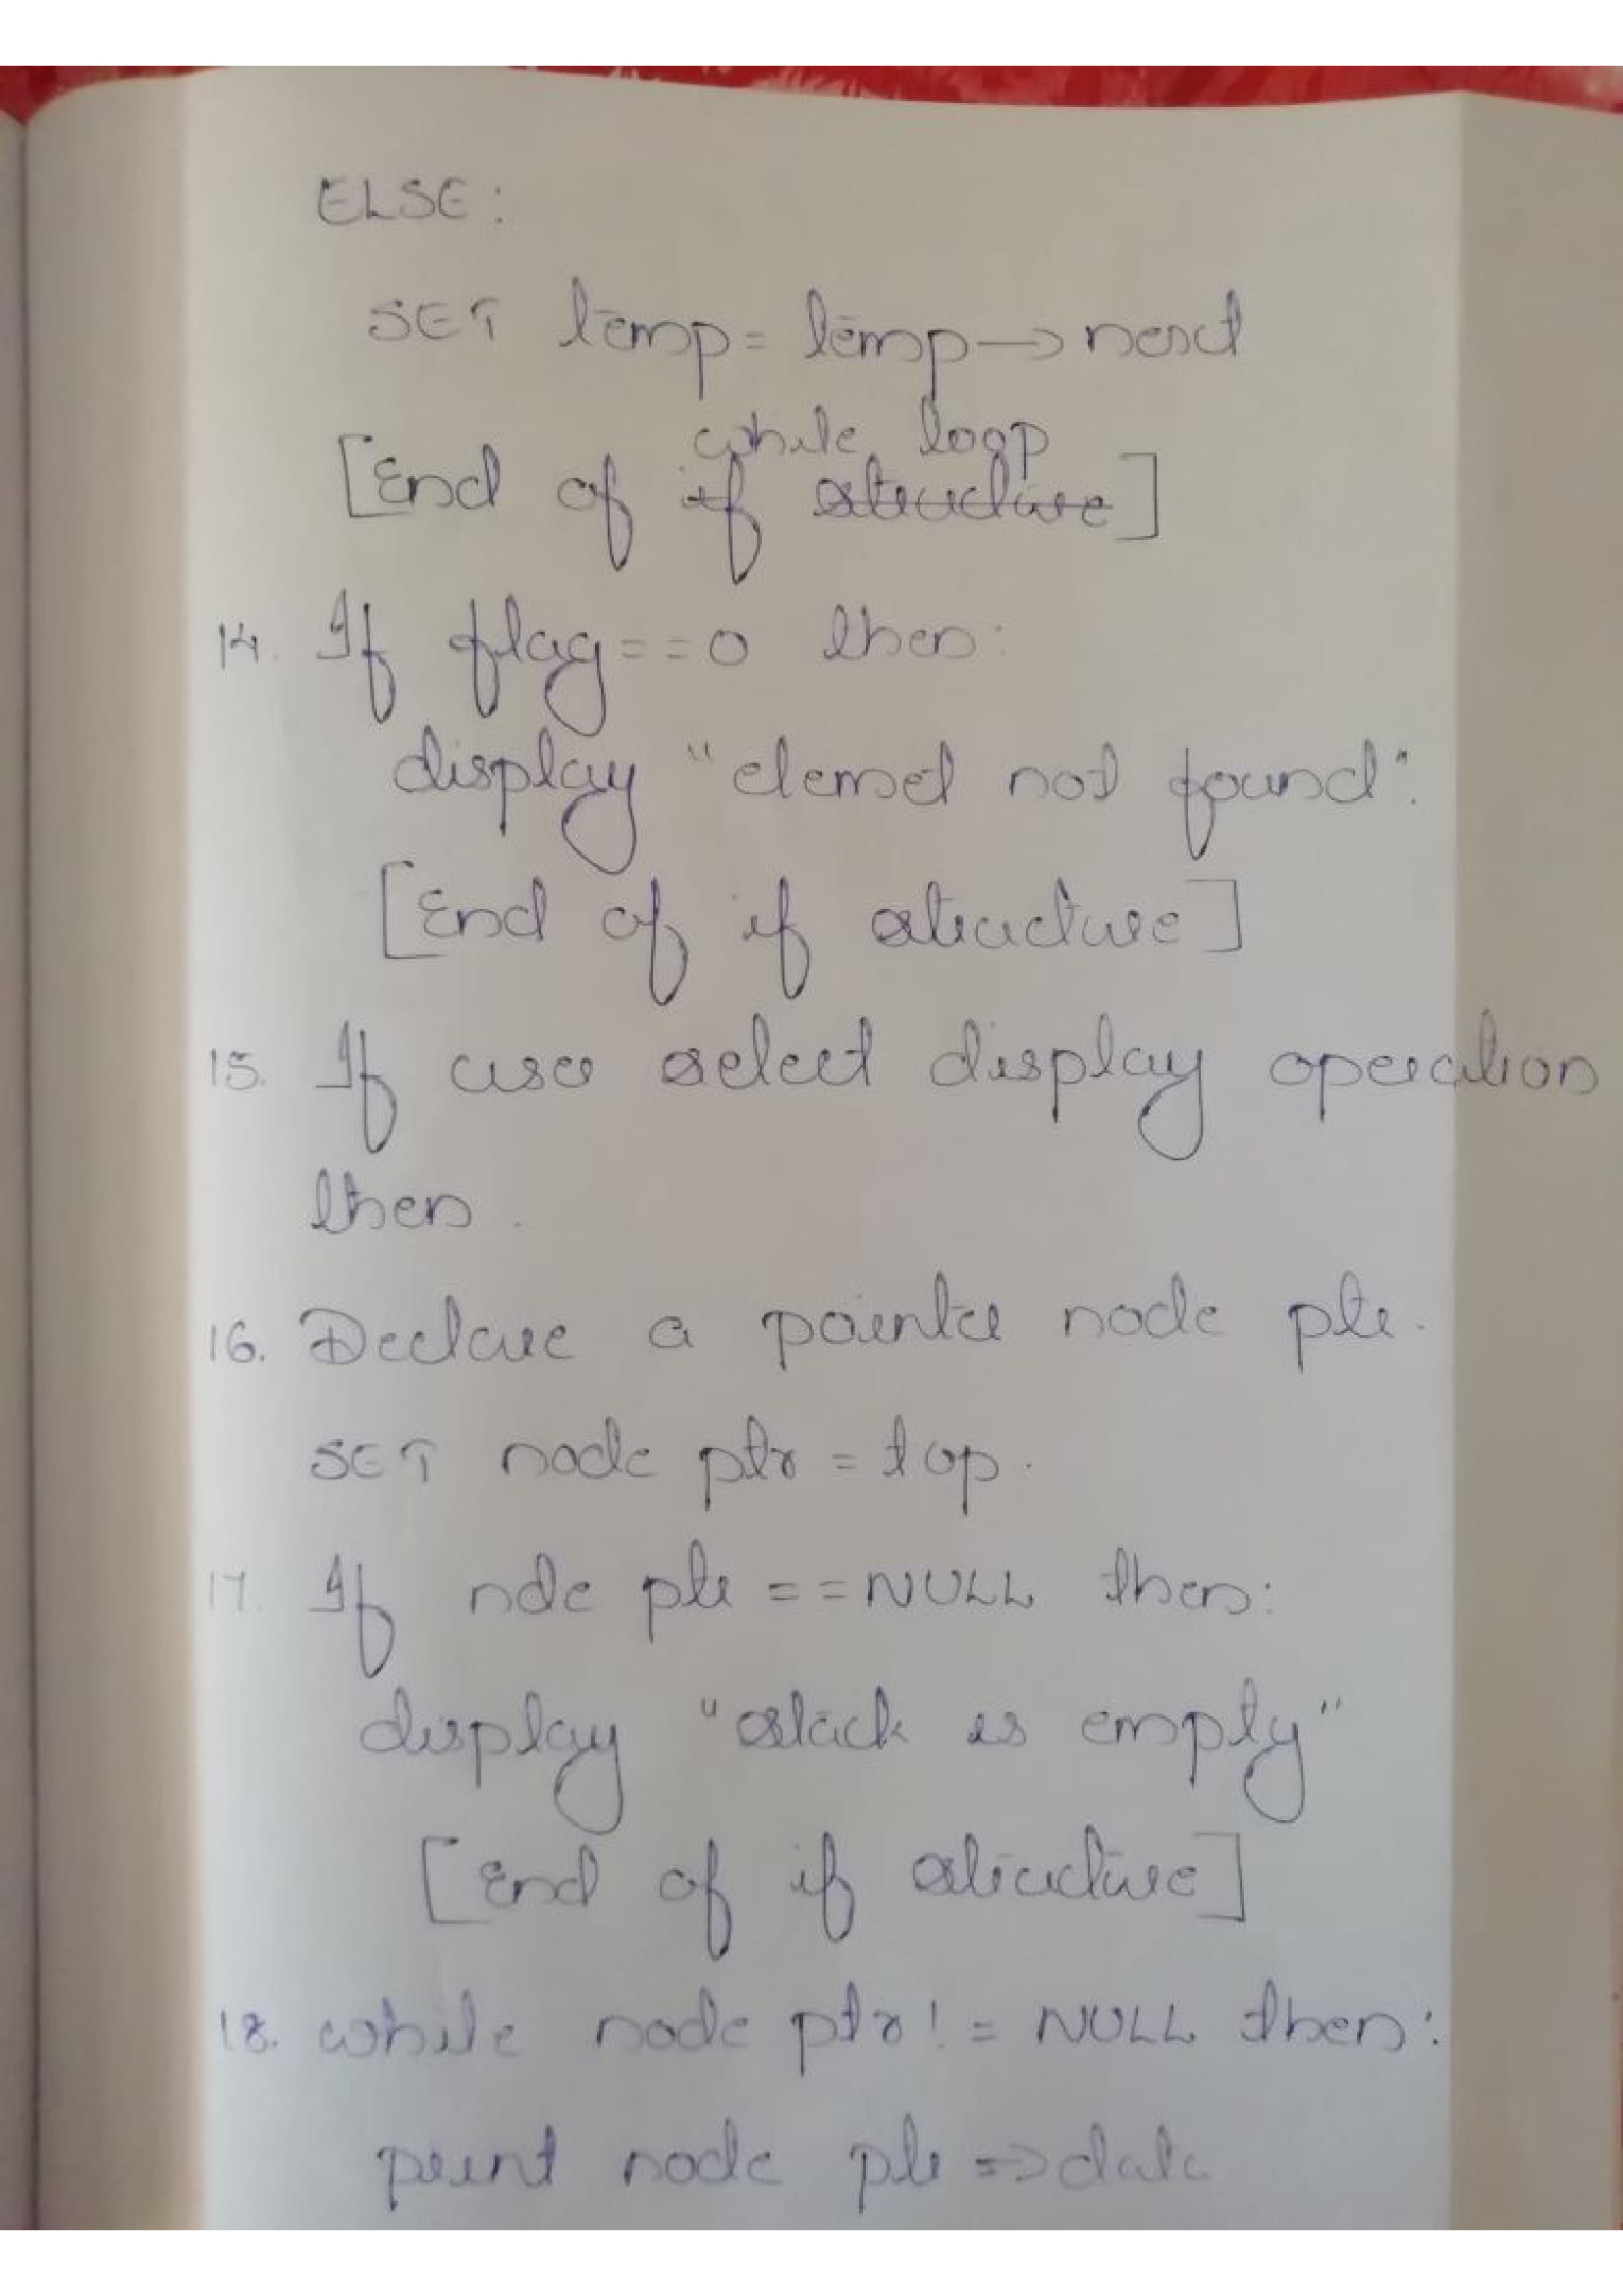 ELSE:
SET temp = temp → next
while loop
[End of if structure]
14. If flag == 0 then:
display "elemet not found".
[End of if structure]
15. If user select display operation
then.
16. Declare a pointer node ptr.
SET node ptr = top.
17. If nde ptr == NULL then:
display "stack is empty"
[End of if structure]
18. while node ptr != NULL then:
print node ptr => data